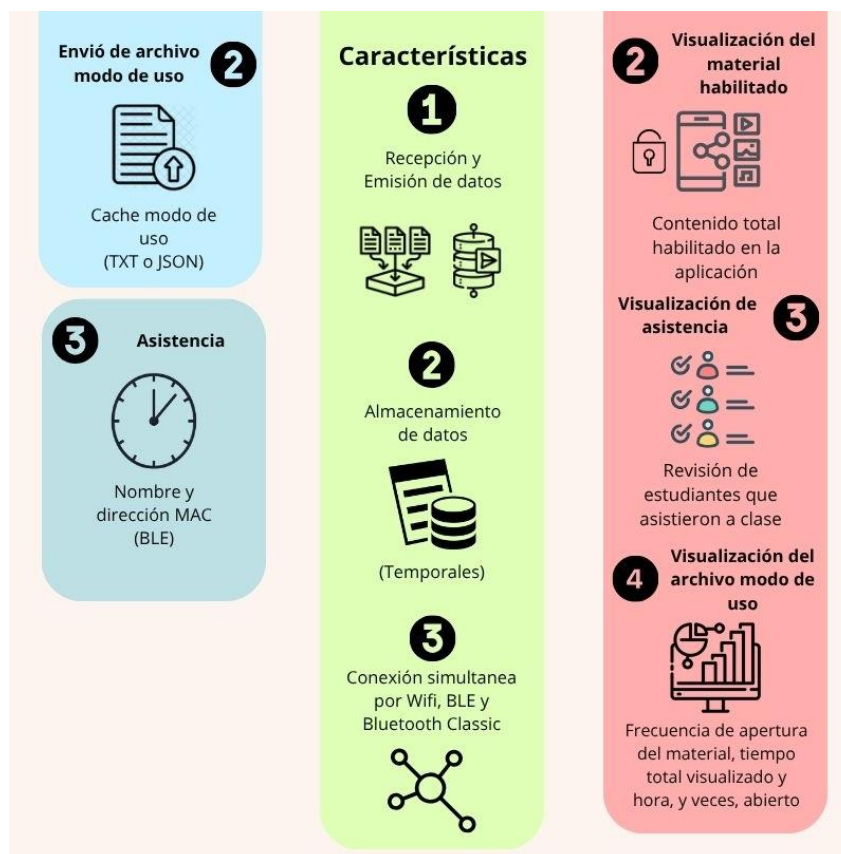 Envió de archivo
modo de uso
2
Cache modo de
uso
(TXT o JSON)
3
Asistencia
Nombre y
dirección MAC
(BLE)
Características
1
Recepción y
Emisión de datos
2
Almacenamiento
de datos
(Temporales)
3
Conexión simultanea
por Wifi, BLE y
Bluetooth Classic
2
Visualización del
material
habilitado
Contenido total
habilitado en la
aplicación
Visualización de
asistencia
3
Revisión de
estudiantes que
asistieron a clase
4
Visualización del
archivo modo de
uso
Frecuencia de apertura
del material, tiempo
total visualizado y
hora, y veces, abierto